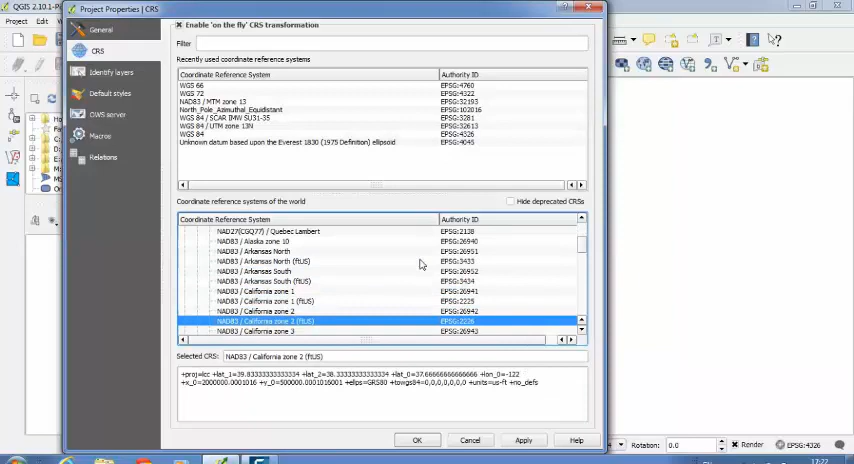 QGIS 2.10.1-Pi
Project Properties | CRS
Project
General
CRS
Identify layers
Default styles
OWS server
Macros
Relations
Enable 'on the fly' CRS transformation
Filter
Recently used coordinate reference systems
Coordinate Reference System Authority ID
WGS 66 EPSG:4760
WGS 72 EPSG:4322
NAD83 / MTM zone 13 EPSG:32193
North_Pole_Azimuthal_Equidistant EPSG:102016
WGS 84 / SCAR IMW SU31-35 EPSG:3281
WGS 84 / UTM zone 13N EPSG:32613
WGS 84 EPSG:4326
Unknown datum based upon the Everest 1830 (1975 Definition) ellipsoid EPSG:4045
Coordinate reference systems of the world
Hide deprecated CRSs
Coordinate Reference System Authority ID
NAD27(CGQ77) / Quebec Lambert EPSG:2138
NAD83 / Alaska zone 10 EPSG:26940
NAD83 / Arkansas North EPSG:26951
NAD83 / Arkansas North (ftUS) EPSG:3433
NAD83 / Arkansas South EPSG:26952
NAD83 / Arkansas South (ftUS) EPSG:3434
NAD83 / California zone 1 EPSG:26941
NAD83 / California zone 1 (ftUS) EPSG:2225
NAD83 / California zone 2 EPSG:26942
NAD83 / California zone 2 (ftUS) EPSG:2226
NAD83 / California zone 3 EPSG:26943
Selected CRS: NAD83 / California zone 2 (ftUS)
+proj=lcc +lat_1=39.83333333333334 +lat_2=38.33333333333334 +lat_0=37.66666666666666 +lon_0=-122
+x_0=2000000.0001016 +y_0=500000.0001016001 +ellps=GRS80 +towgs84=0,0,0,0,0,0,0 +units=us-ft +no_defs
OK Cancel Apply Help
Rotation: 0.0 Render EPSG:4326
17:22